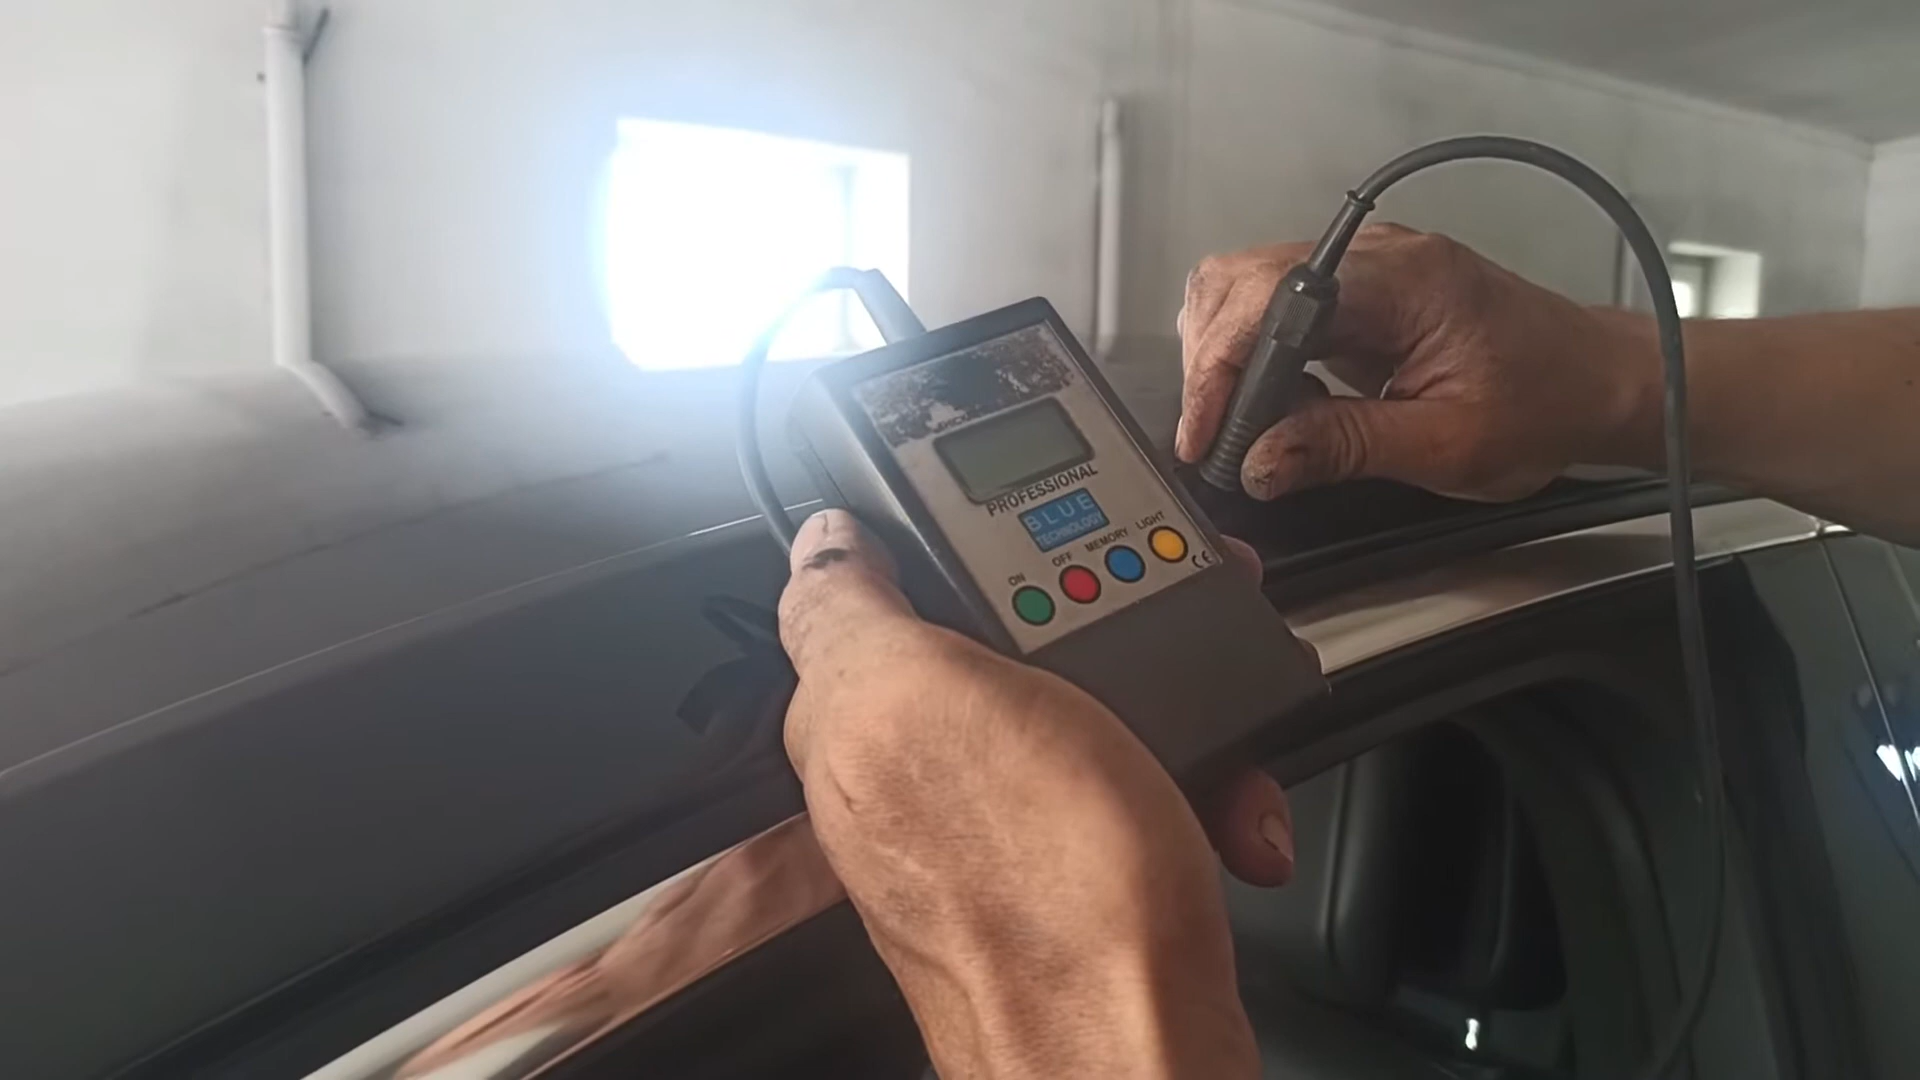 PROFESSIONAL
BLUE
TECHNOLOGY
ON OFF MEMORY LIGHT
CE